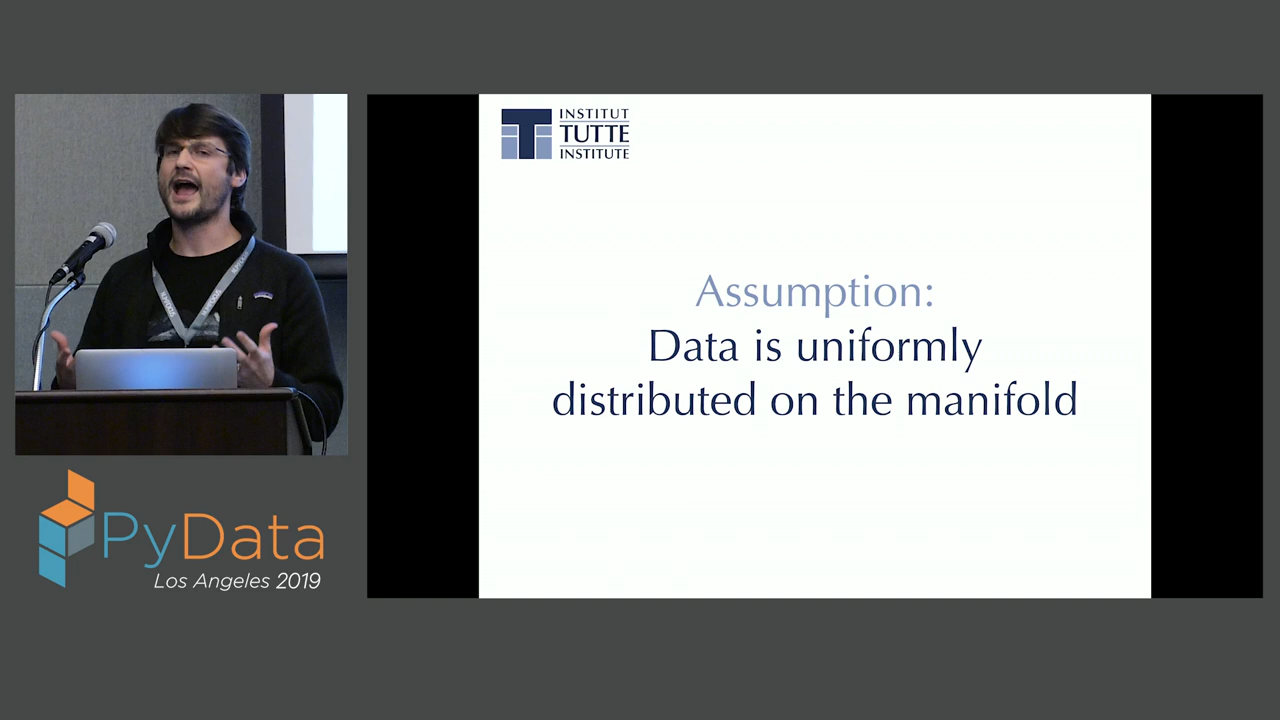 INSTITUT
TUTTE
INSTITUTE
Assumption:
Data is uniformly
distributed on the manifold
PyData
Los Angeles 2019